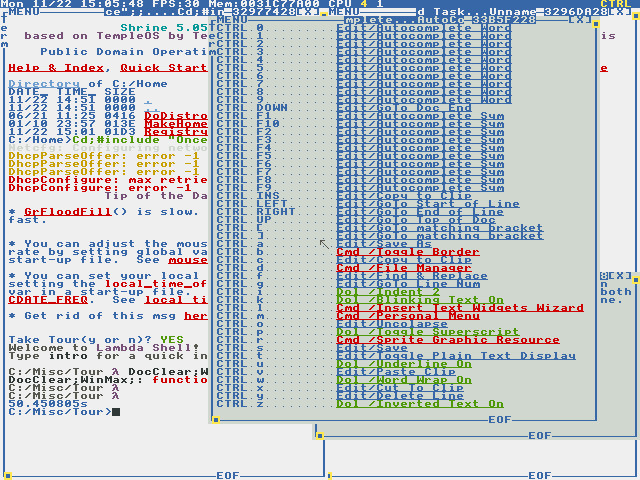 Mon 11/22 15:05:48 FPS:30 Mem:0031C77A00 CPU 4 1 CTRL
MENU ce";;.... Cd;#in 32977428[X] MENU d Task...Unname 3296DA28[X]
MENU mplete...AutoCo 33B5F228 [X]
Shrine 5.05
based on TempleOS by Te is
Public Domain Operati
Help & Index, Quick Start e
Directory of C:/Home
DATE_ TIME_ SIZE
11/22 14:51 0000 .
11/22 14:51 0000 ..
06/21 11:25 0416 DoDistro
01/10 23:57 013E MakeHome
11/22 15:01 01D3 Registry
C:/Home>Cd;#include "Once
DhcpParseOffer: error -1
DhcpParseOffer: error -1
DhcpParseOffer: error -1
DhcpConfigure: max retrie
DhcpConfigure: error -1
Tip of the Da
* GrFloodFill() is slow.
fast.
* You can adjust the mous
rate by setting global va
start-up file. See mouse
* You can set your local
setting the local_time_of
var in a start-up file. both
CDATE_FREQ. See local_ti ne.
* Get rid of this msg her
Take Tour(y or n)? YES
Welcome to Lambda Shell!
Type intro for a quick in
C:/Misc/Tour λ DocClear;W
DocClear;WinMax;: functio
C:/Misc/Tour λ
C:/Misc/Tour λ
50.450805s
C:/Misc/Tour>
CTRL 0 Edit/Autocomplete Word
CTRL 1 Edit/Autocomplete Word
CTRL 2 Edit/Autocomplete Word
CTRL 3 Edit/Autocomplete Word
CTRL 4 Edit/Autocomplete Word
CTRL 5 Edit/Autocomplete Word
CTRL 6 Edit/Autocomplete Word
CTRL 7 Edit/Autocomplete Word
CTRL 8 Edit/Autocomplete Word
CTRL 9 Edit/Autocomplete Word
CTRL DOWN Edit/GoTo Doc End
CTRL F1 Edit/Autocomplete Sym
CTRL F10 Edit/Autocomplete Sym
CTRL F2 Edit/Autocomplete Sym
CTRL F3 Edit/Autocomplete Sym
CTRL F4 Edit/Autocomplete Sym
CTRL F5 Edit/Autocomplete Sym
CTRL F6 Edit/Autocomplete Sym
CTRL F7 Edit/Autocomplete Sym
CTRL F8 Edit/Autocomplete Sym
CTRL F9 Edit/Autocomplete Sym
CTRL INS Edit/Copy to Clip
CTRL LEFT Edit/GoTo Start of Line
CTRL RIGHT Edit/GoTo End of Line
CTRL UP Edit/GoTo Top of Doc
CTRL [ Edit/GoTo matching bracket
CTRL ] Edit/GoTo matching bracket
CTRL a Edit/Save As
CTRL b Cmd /Toggle Border
CTRL c Edit/Copy to Clip
CTRL d Cmd /File Manager
CTRL f Edit/Find & Replace
CTRL g Edit/GoTo Line Num
CTRL i Dol /Indent 2
CTRL k Dol /Blinking Text On
CTRL l Cmd /Insert Text Widgets Wizard
CTRL m Cmd /Personal Menu
CTRL o Edit/Uncolapse
CTRL p Dol /Toggle Superscript
CTRL r Cmd /Sprite Graphic Resource
CTRL s Edit/Save
CTRL t Edit/Toggle Plain Text Display
CTRL u Dol /Underline On
CTRL v Edit/Paste Clip
CTRL w Dol /Word Wrap On
CTRL x Edit/Cut To Clip
CTRL y Edit/Delete Line
CTRL z Dol /Inverted Text On
EOF
EOF
EOF
EOF